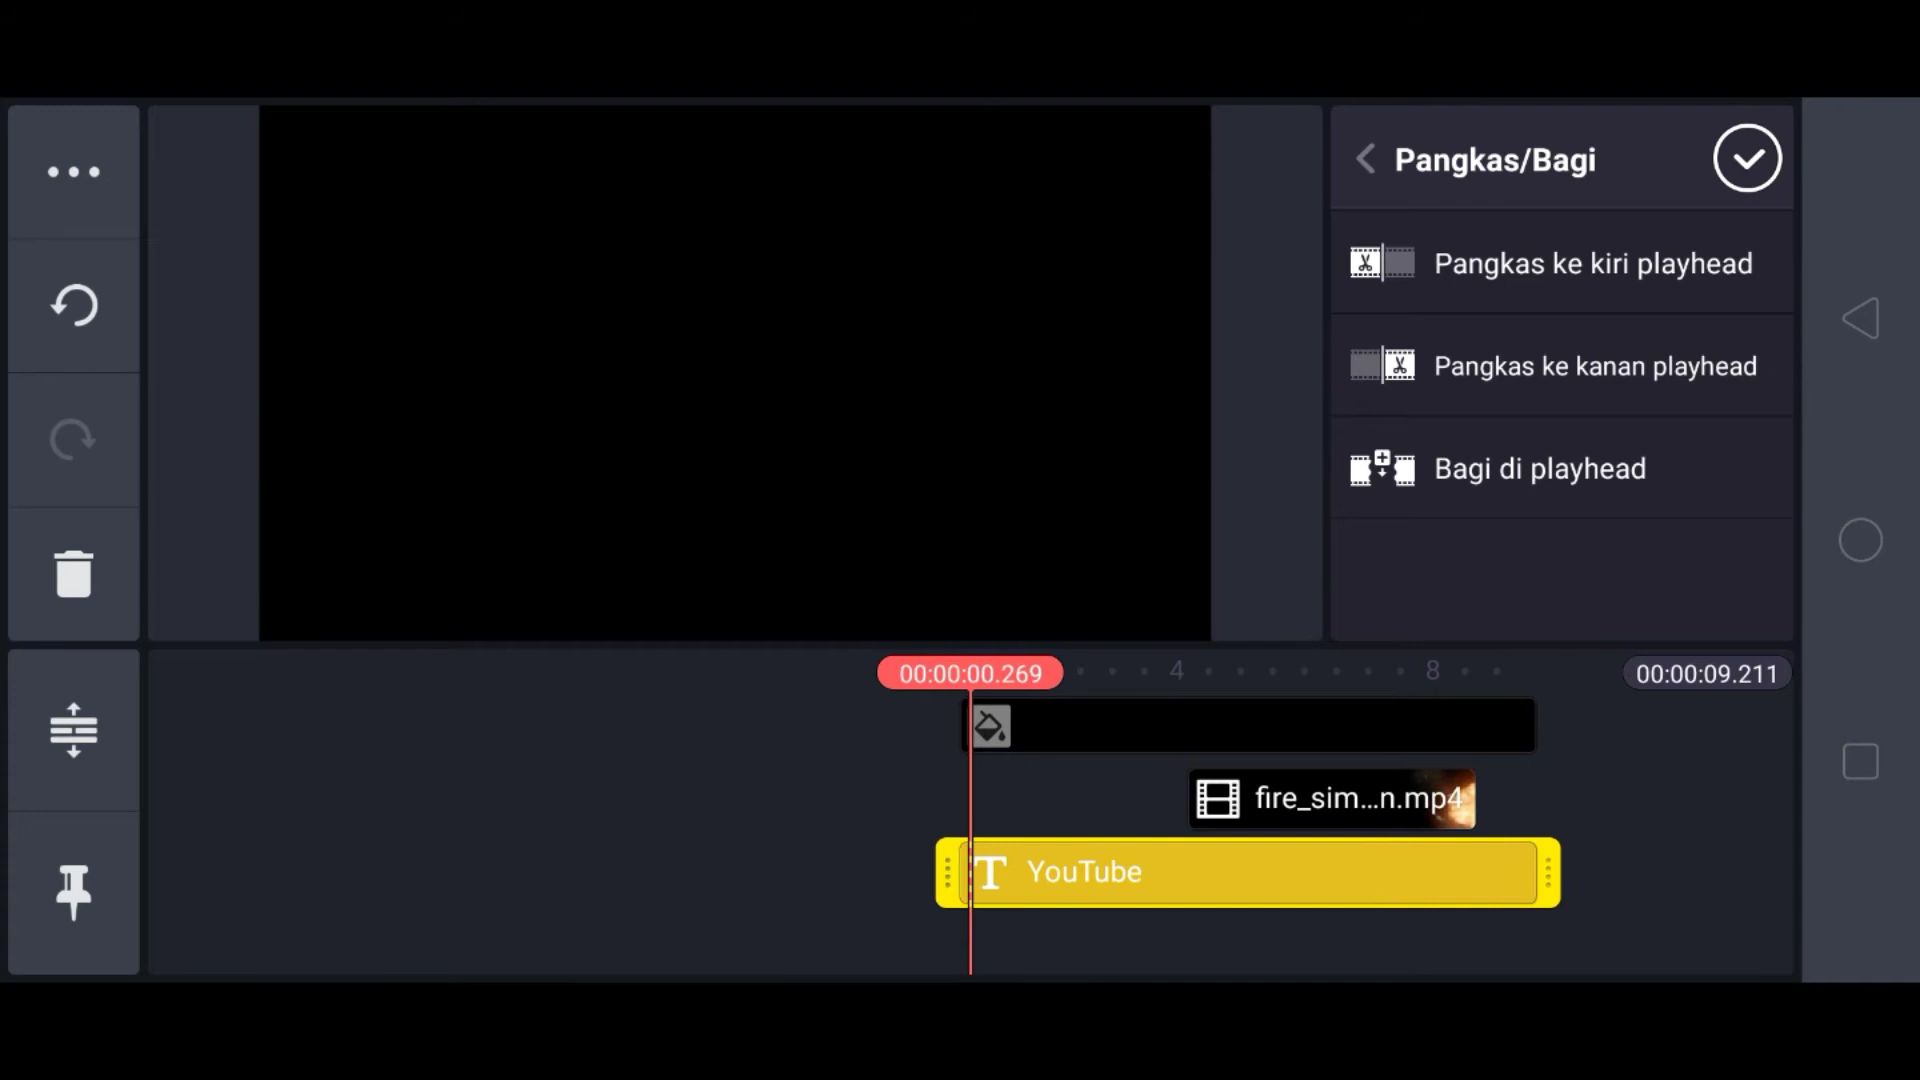 Pangkas/Bagi
Pangkas ke kiri playhead
Pangkas ke kanan playhead
Bagi di playhead
00:00:00.269
4
8
00:00:09.211
fire_sim...n.mp4
T YouTube